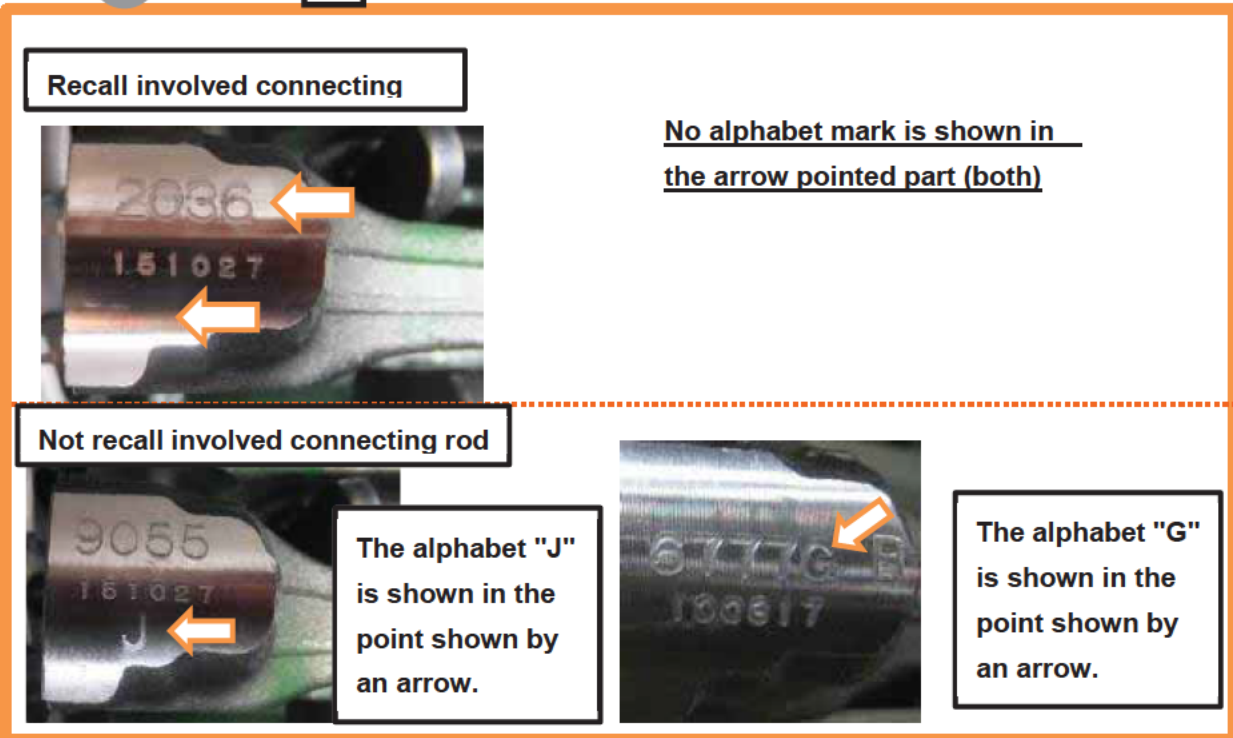 Recall involved connecting
No alphabet mark is shown in
the arrow pointed part (both)
2036
151027
Not recall involved connecting rod
9055
151027
J
The alphabet "J"
is shown in the
point shown by
an arrow.
G
The alphabet "G"
is shown in the
point shown by
an arrow.